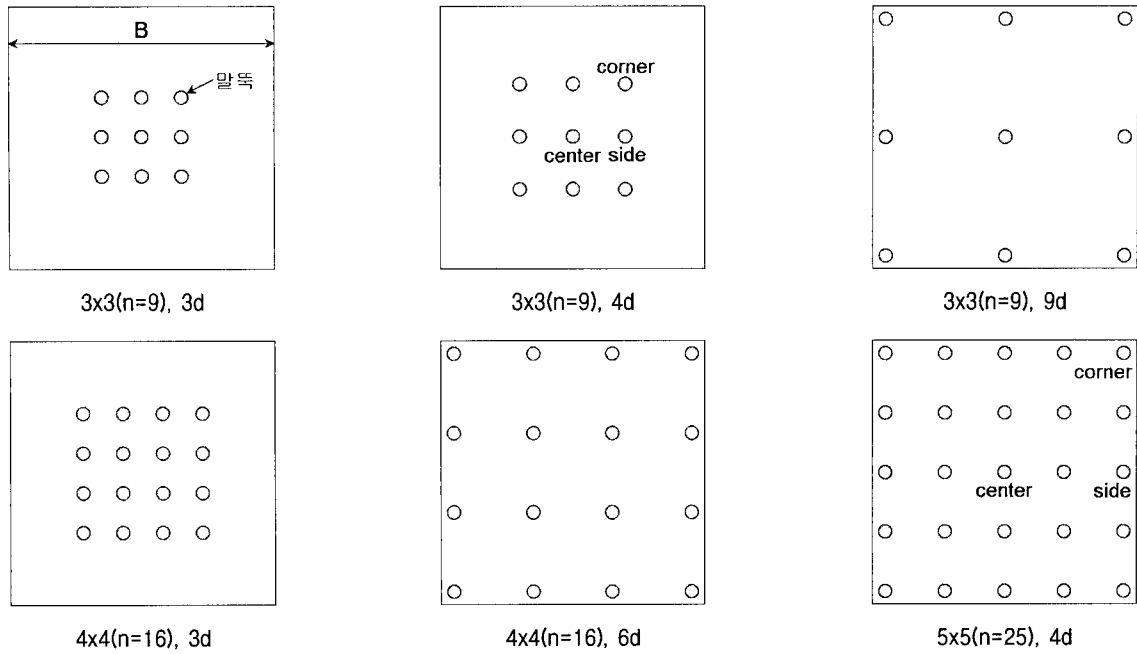 B
말뚝
corner
center side
3x3(n=9), 3d
3x3(n=9), 4d
3x3(n=9), 9d
corner
center
side
4x4(n=16), 3d
4x4(n=16), 6d
5x5(n=25), 4d